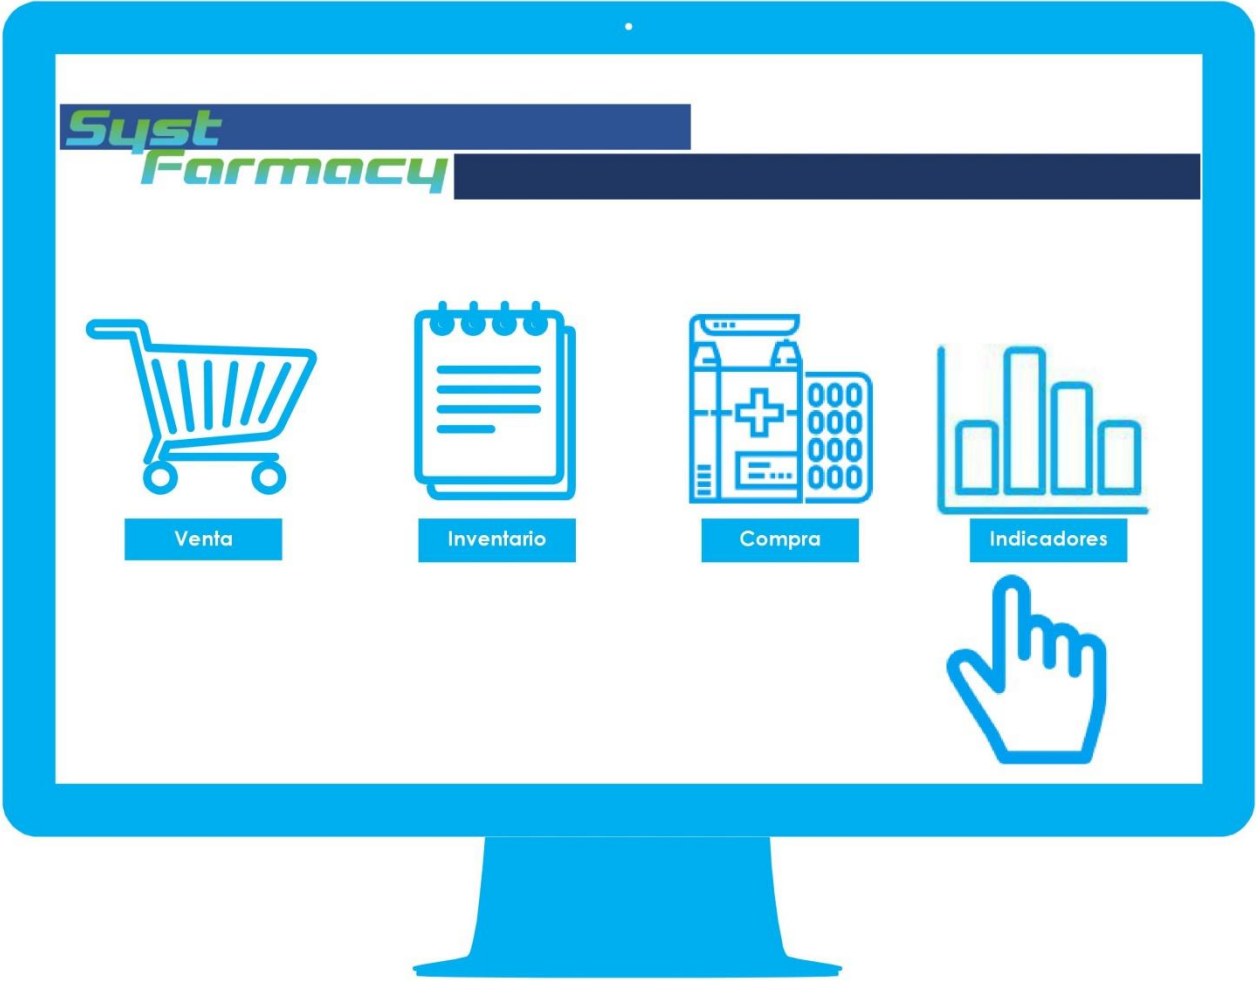 Syst
Farmacy
Venta
Inventario
Compra
Indicadores